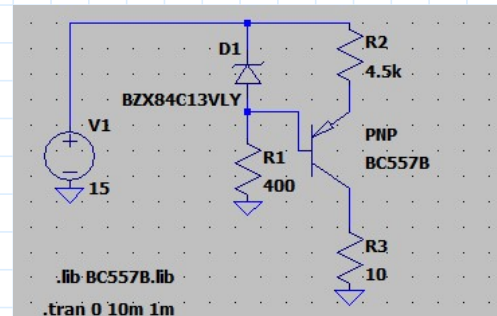 D1
R2
4.5k
BZX84C13VLY
V1
15
R1
400
PNP
BC557B
R3
10
.lib BC557B.lib
.tran 0 10m 1m